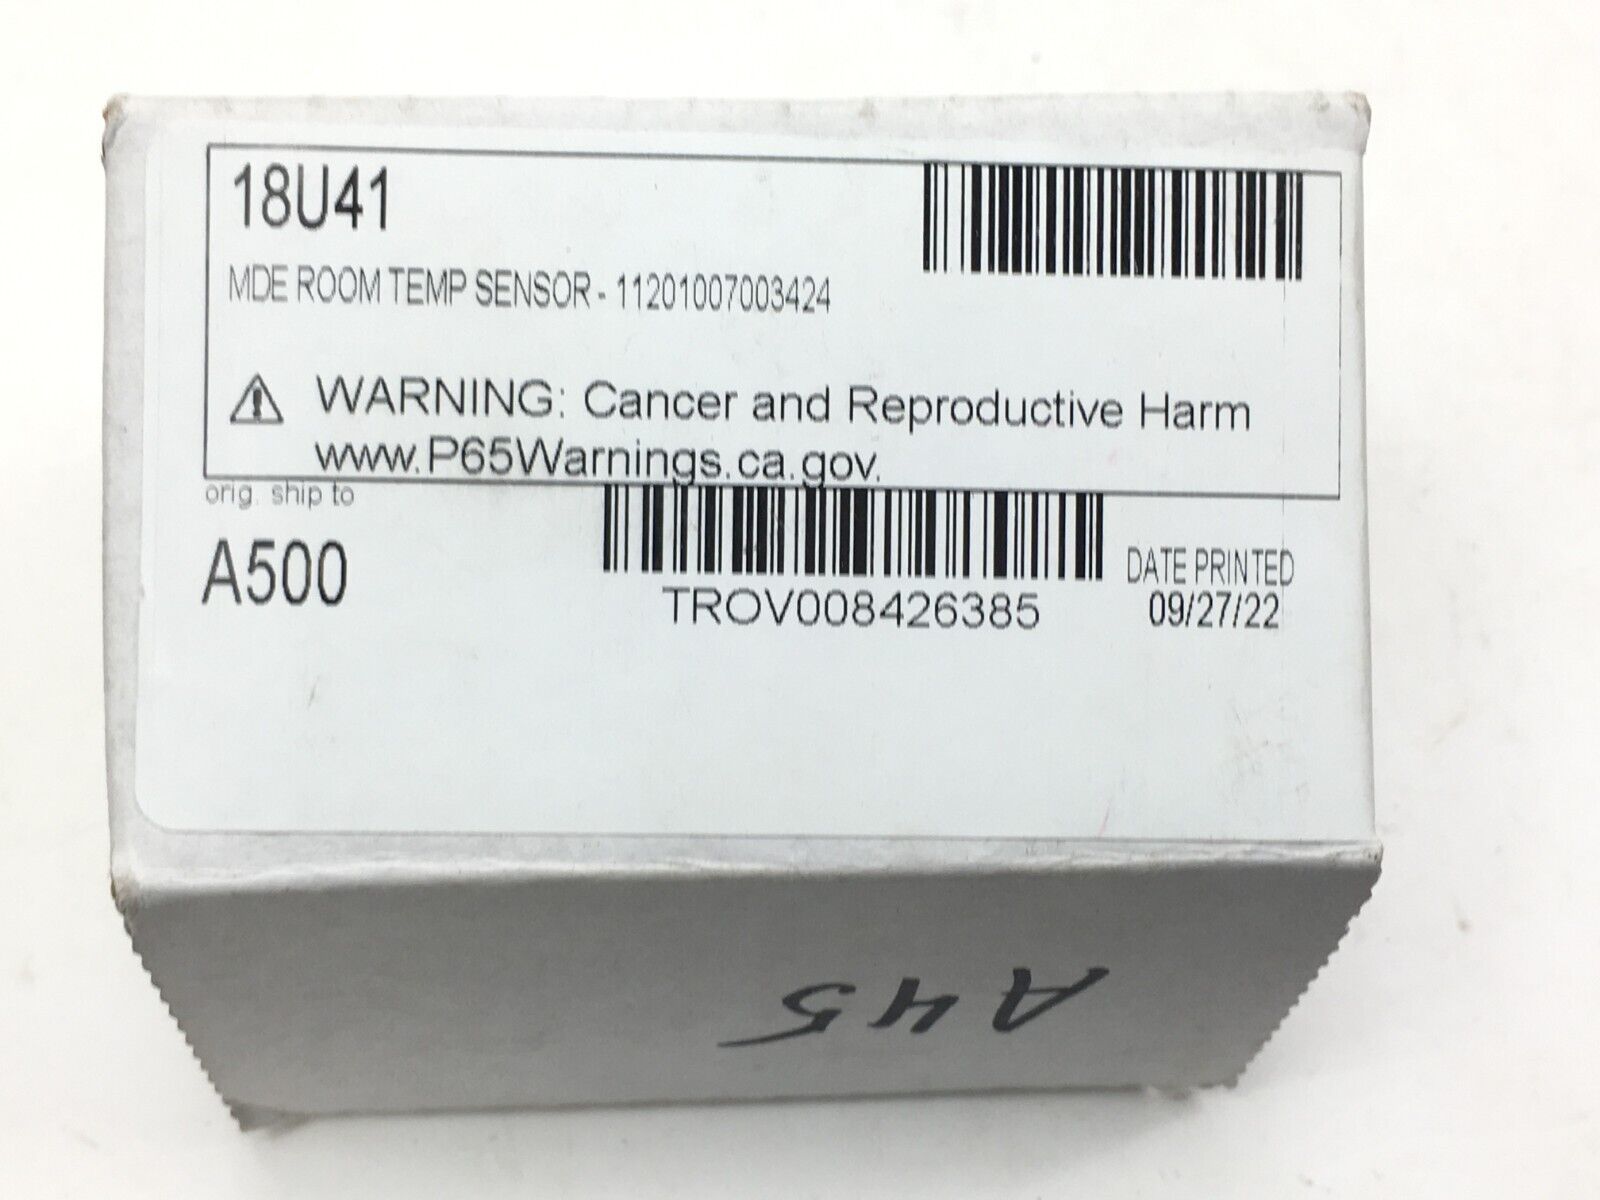 18U41
MDE ROOM TEMP SENSOR - 11201007003424
WARNING: Cancer and Reproductive Harm
www.P65Warnings.ca.gov.
orig. ship to
A500
TROV008426385
DATE PRINTED
09/27/22
A45